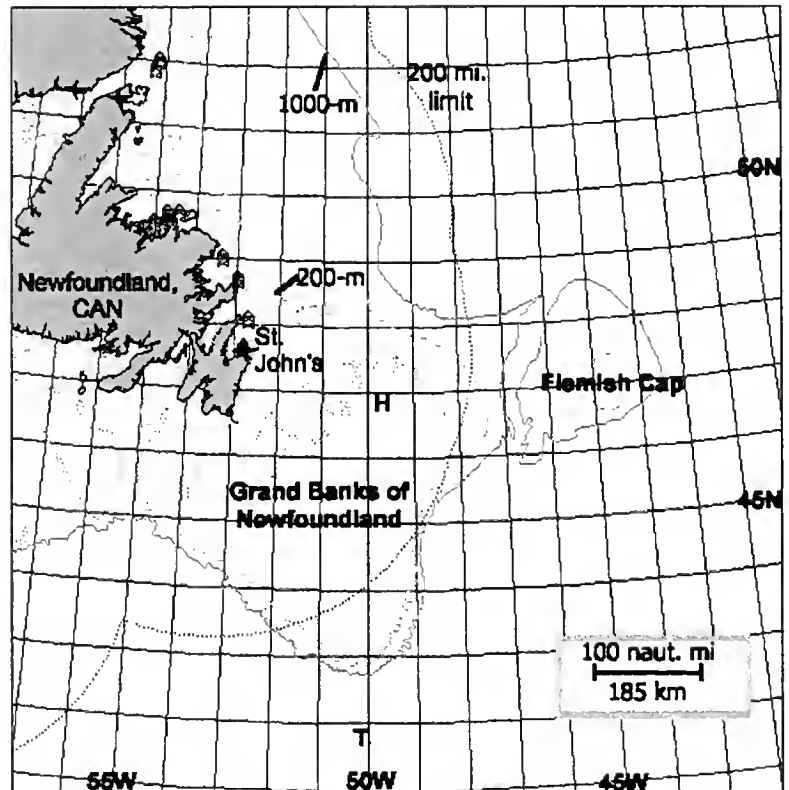 200 mi.
limit
1000-m
50N
Newfoundland,
CAN
200-m
St.
John's
Flemish Cap
H
Grand Banks of
Newfoundland
45N
100 naut. mi
185 km
T
55W
50W
45W